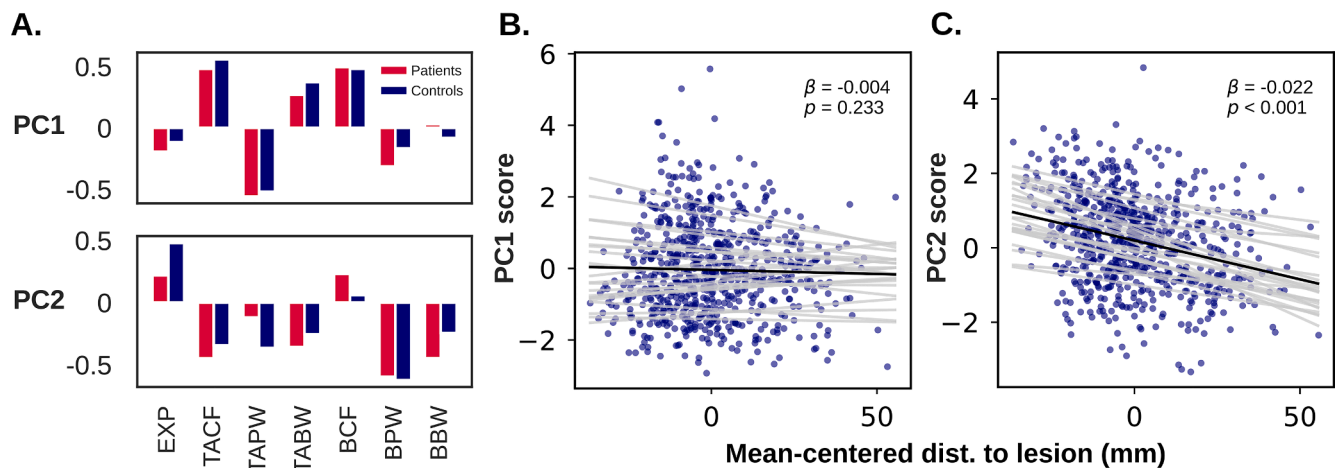 A.
PC1
0.5
0
-0.5
Patients
Controls
PC2
0.5
0
-0.5
EXP
TACF
TAPW
TABW
BCF
BPW
BBW
B.
PC1 score
6
4
2
0
−2
β = -0.004
p = 0.233
0
50
C.
PC2 score
4
2
0
−2
β = -0.022
p < 0.001
0
50
Mean-centered dist. to lesion (mm)